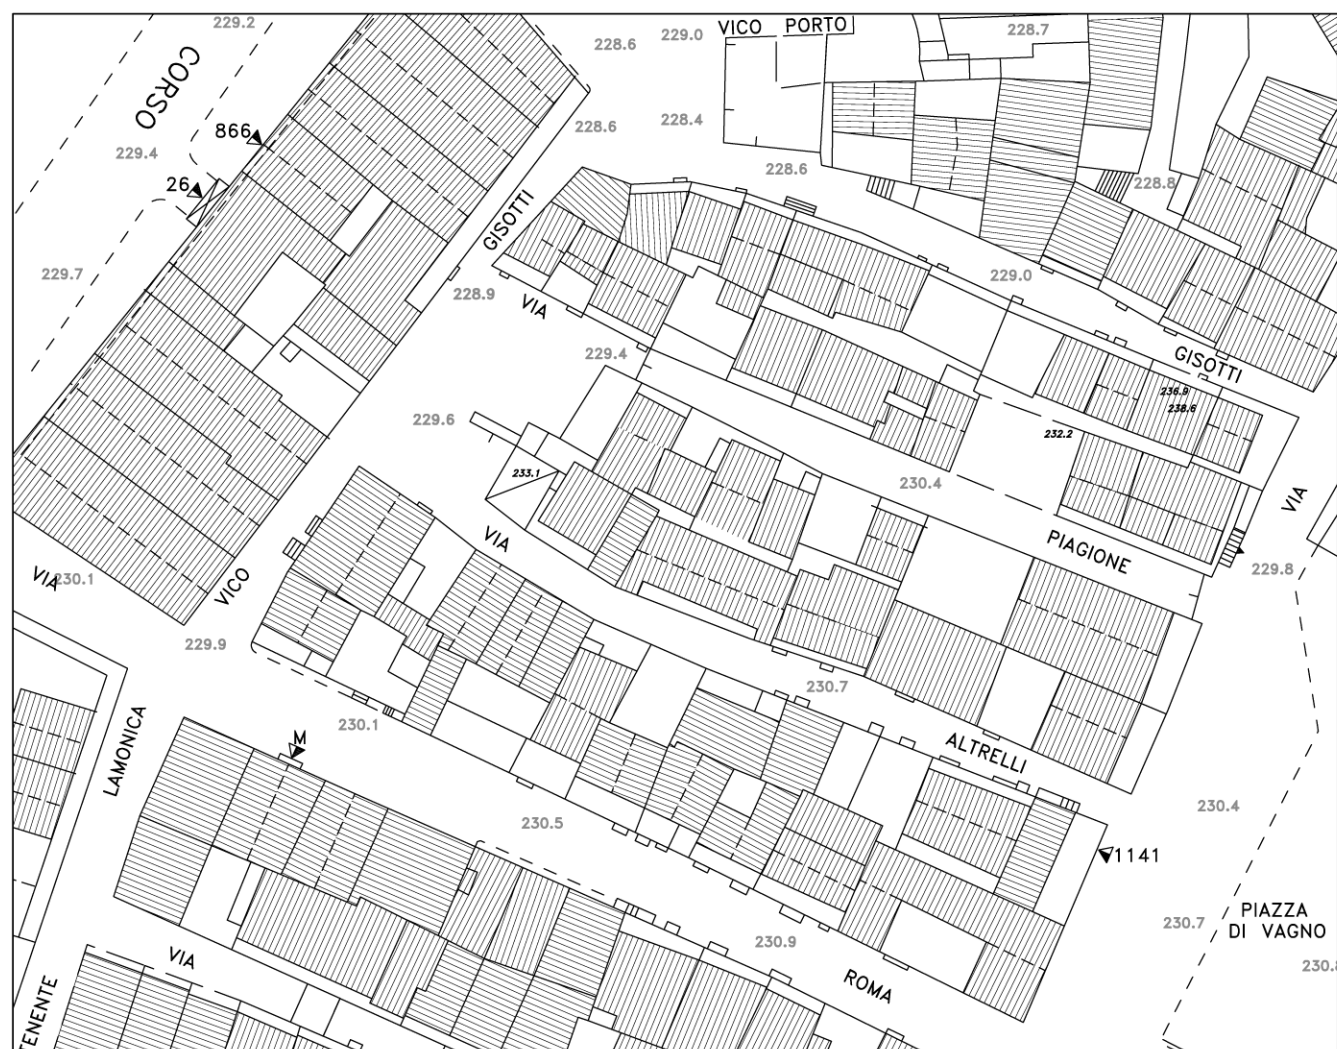 229.2
VICO PORTO
228.6
229.0
228.7
CORSO
866
229.4
228.6
228.4
228.6
26
228.8
GISOTTI
229.7
228.9
229.0
VIA
229.4
GISOTTI
236.9
238.6
229.6
232.2
233.1
230.4
VIA
VIA
PIAGIONE
229.8
VIA
230.1
VICO
229.9
230.7
LAMONICA
230.1
M
ALTRELLI
230.4
230.5
1141
PIAZZA
DI VAGNO
230.7
230.9
VIA
ROMA
TENENTE